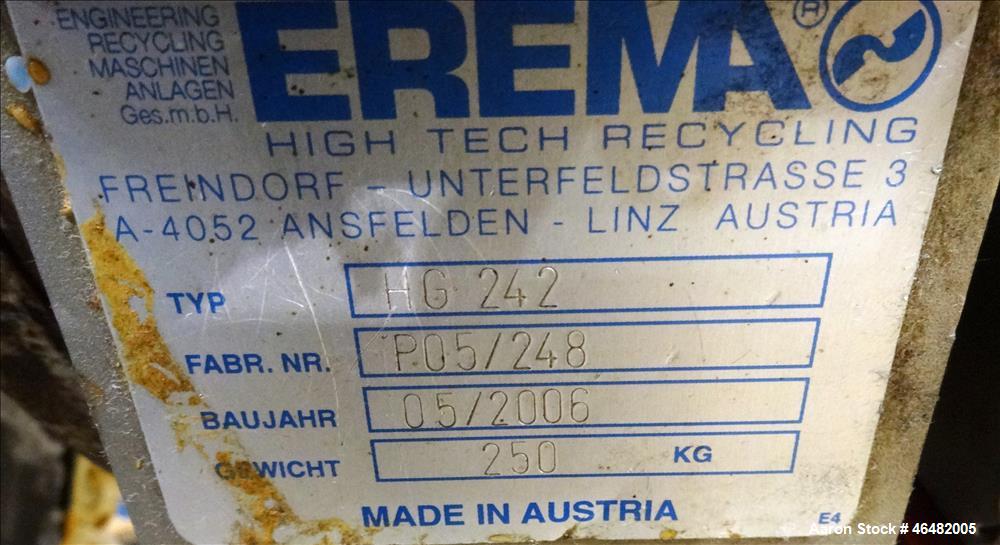 ENGINEERING
RECYCLING
MASCHINEN
ANLAGEN
Ges.m.b.H.
EREMA®
HIGH TECH RECYCLING
FREINDORF - UNTERFELDSTRASSE 3
A-4052 ANSFELDEN - LINZ AUSTRIA
TYP HG 242
FABR. NR. P05/248
BAUJAHR 05/2006
GEWICHT 250 KG
MADE IN AUSTRIA
E4
Aaron Stock # 46482005